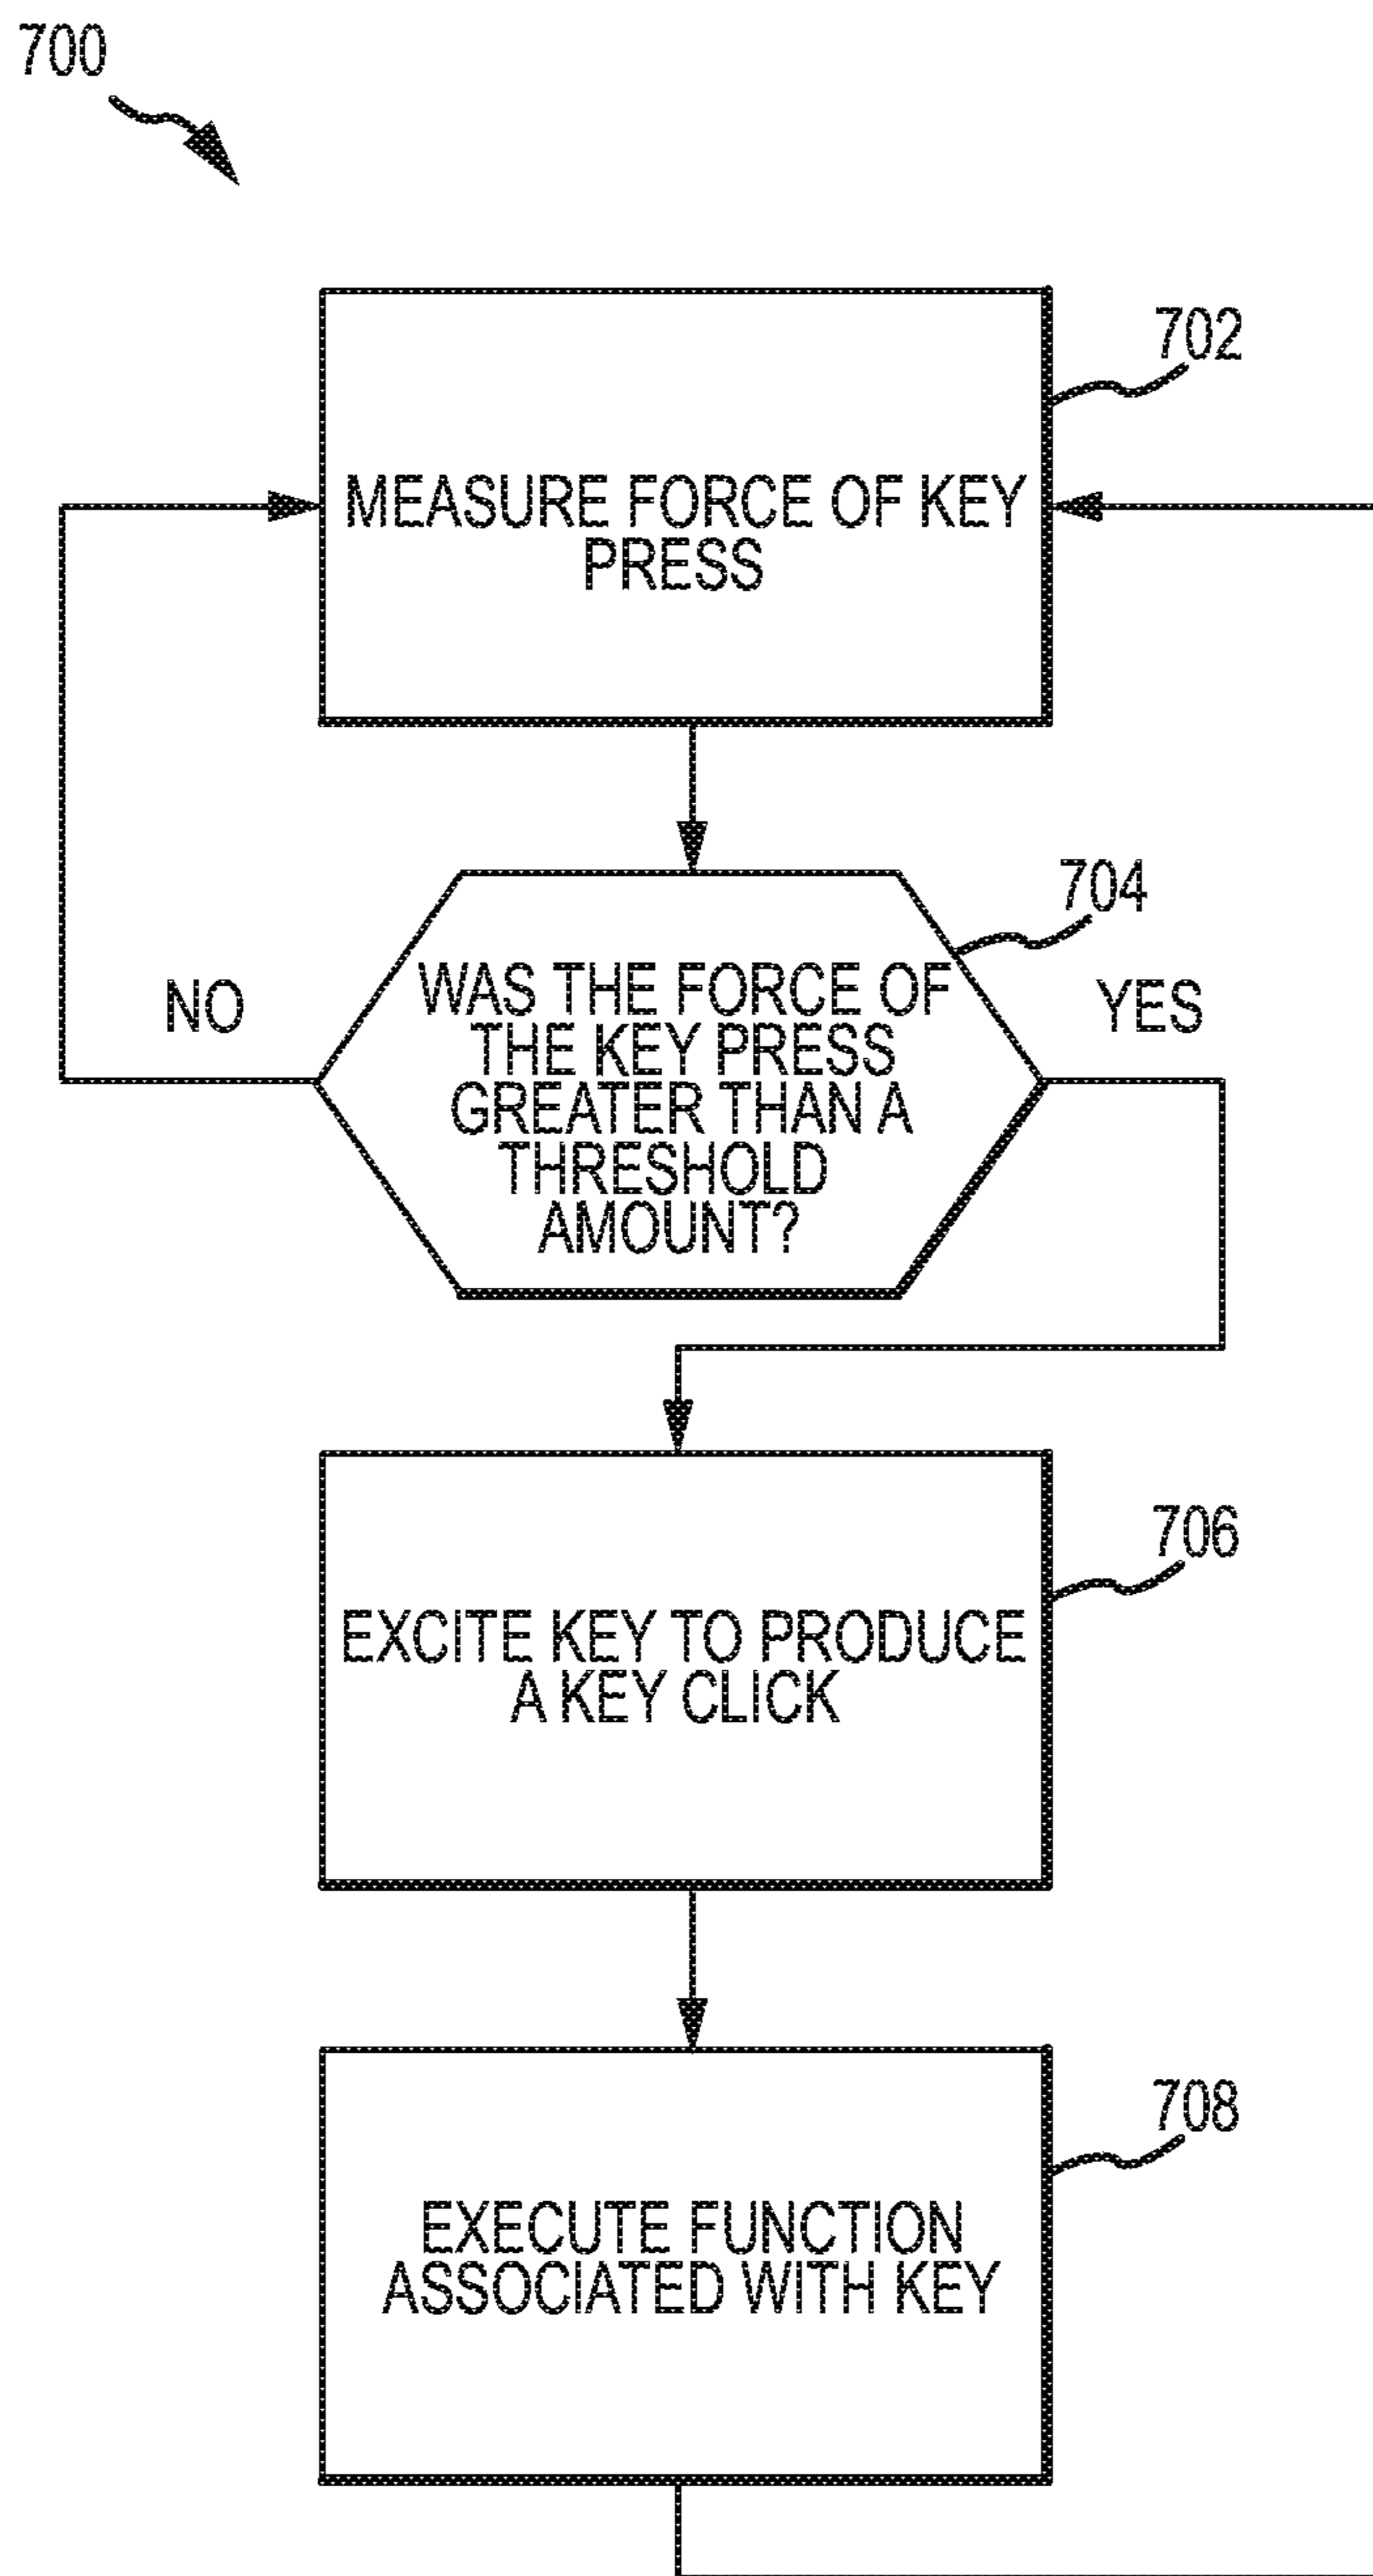 700
702
MEASURE FORCE OF KEY
PRESS
704
NO
WAS THE FORCE OF
THE KEY PRESS
GREATER THAN A
THRESHOLD
AMOUNT?
YES
706
EXCITE KEY TO PRODUCE
A KEY CLICK
708
EXECUTE FUNCTION
ASSOCIATED WITH KEY